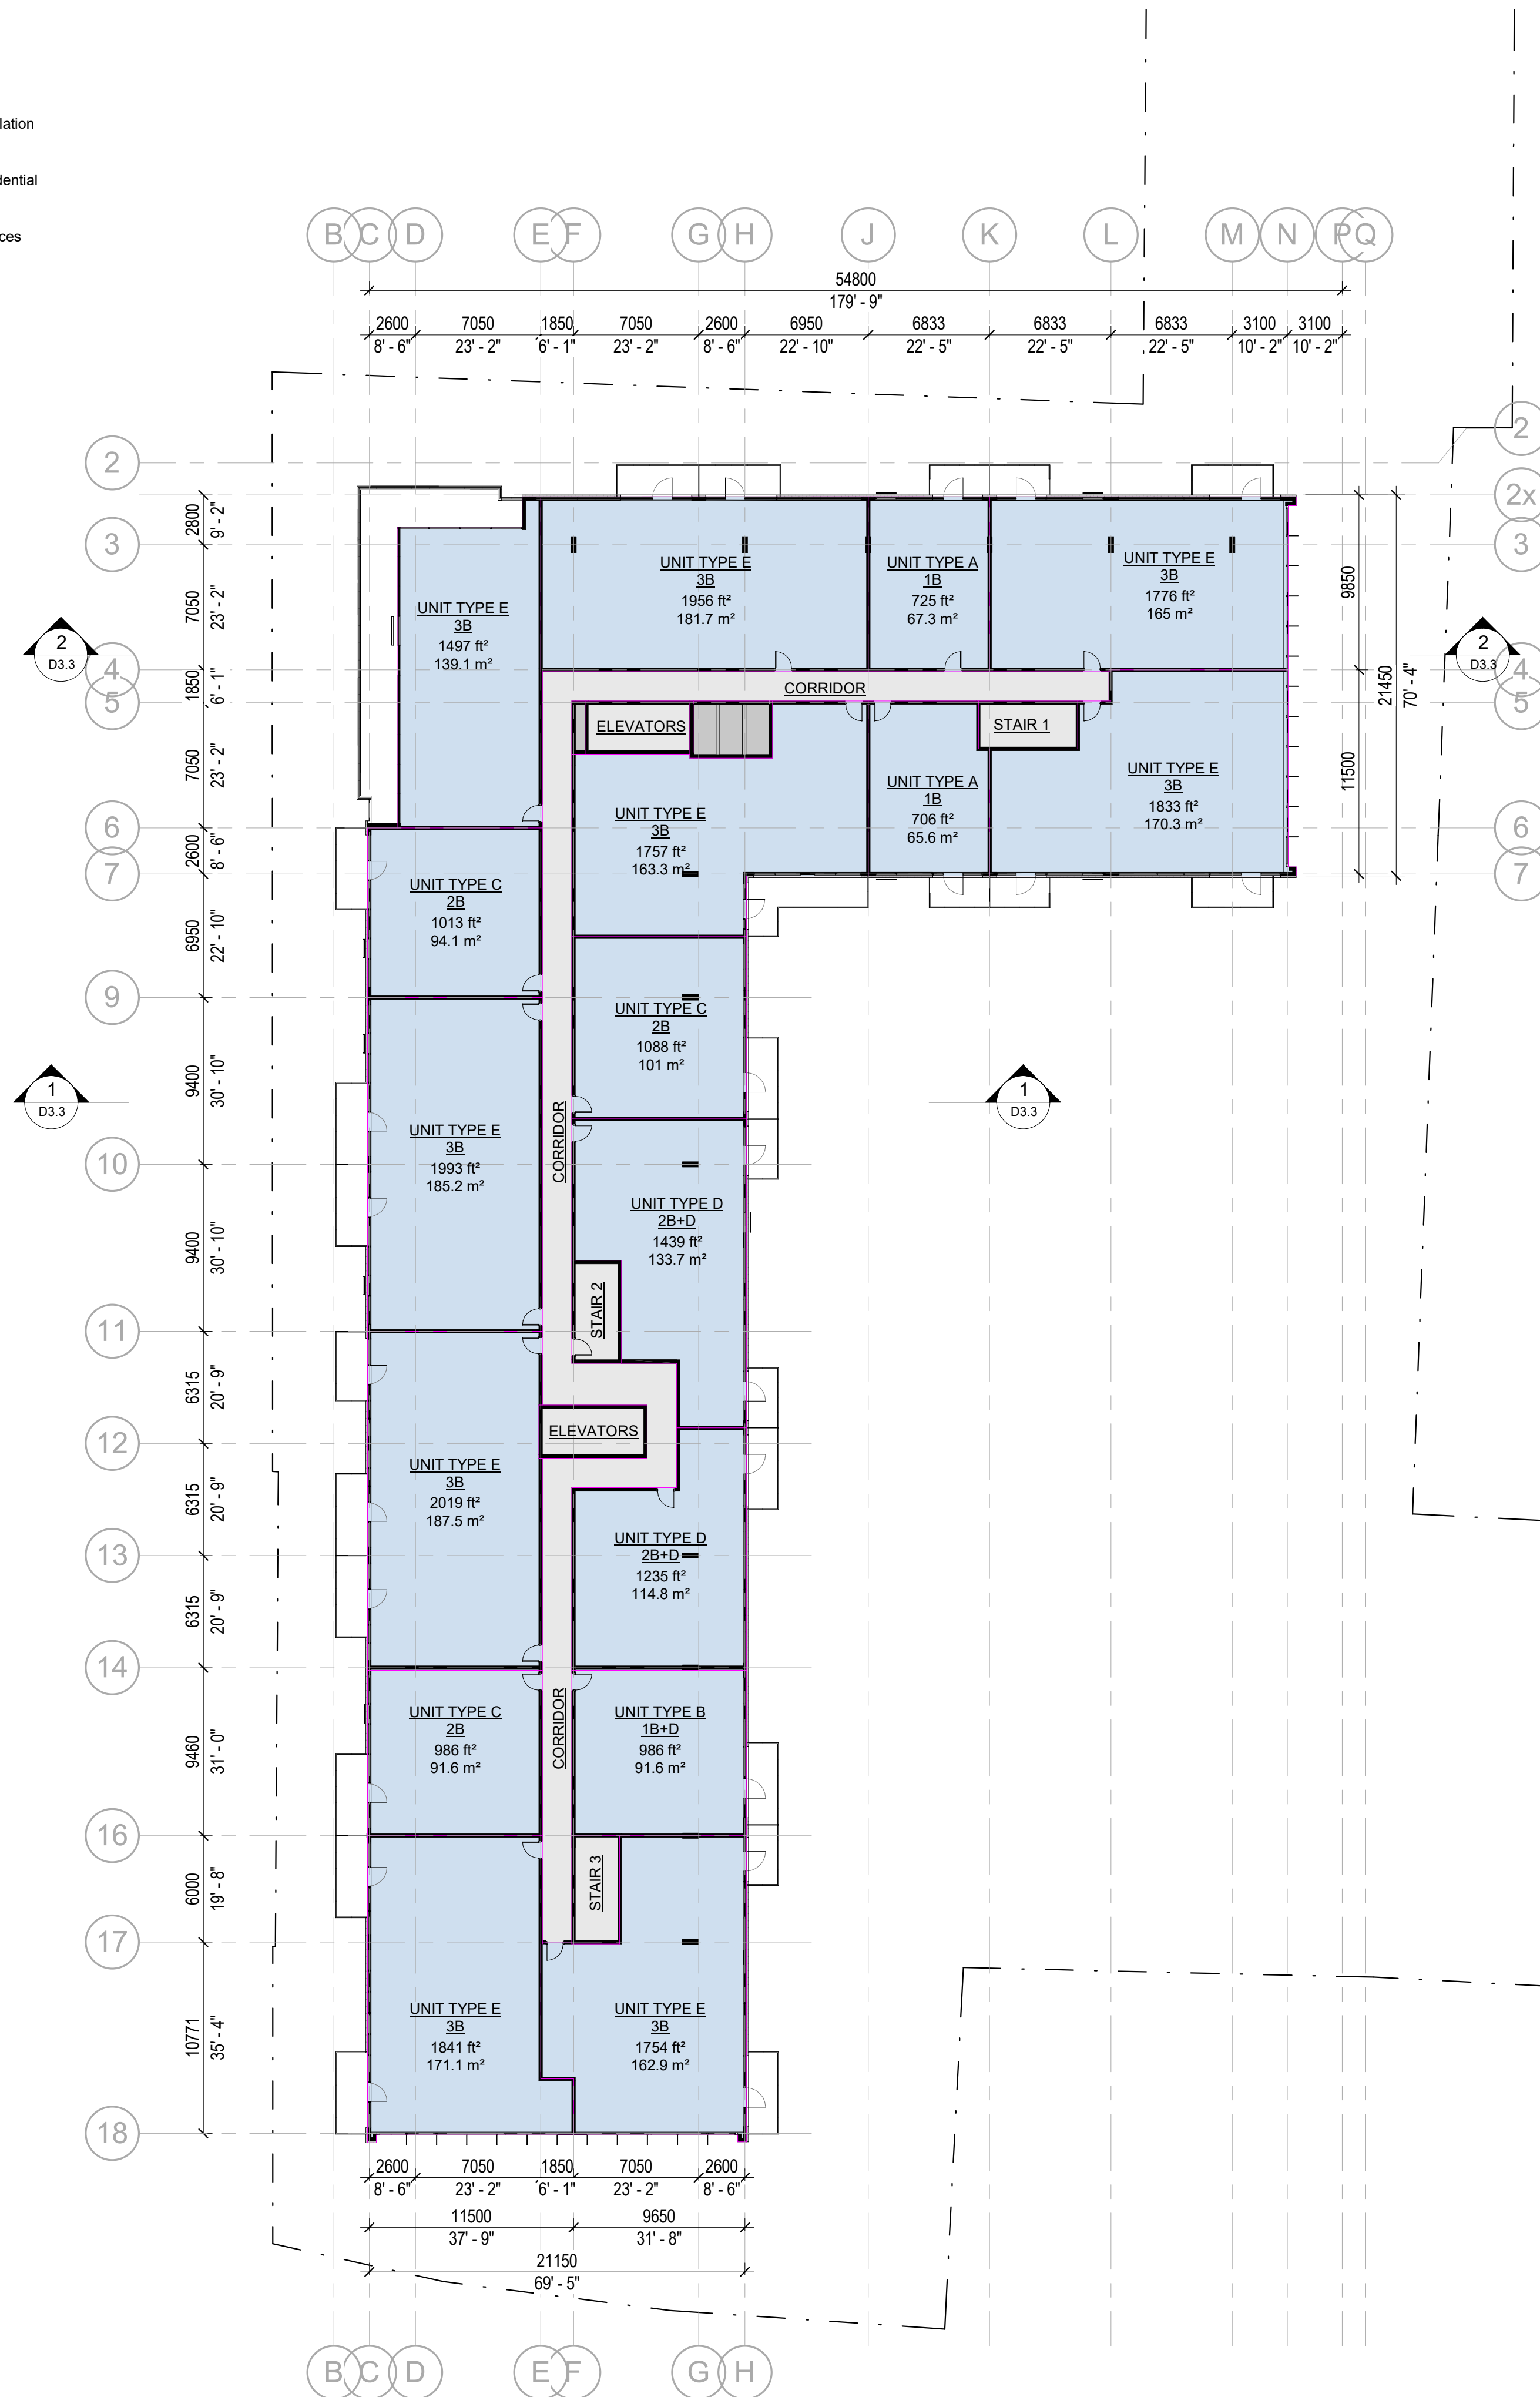 lation
dential
ces
B C D E F G H J K L M N P Q
54800
179' - 9"
2600 7050 1850 7050 2600 6950 6833 6833 6833 3100 3100
8' - 6" 23' - 2" 6' - 1" 23' - 2" 8' - 6" 22' - 10" 22' - 5" 22' - 5" 22' - 5" 10' - 2" 10' - 2"
2
3
4
5
6
7
9
10
11
12
13
14
16
17
18
2800
9' - 2"
7050
23' - 2"
1850
6' - 1"
7050
23' - 2"
2600
8' - 6"
6950
22' - 10"
9400
30' - 10"
9400
30' - 10"
6315
20' - 9"
6315
20' - 9"
6315
20' - 9"
9460
31' - 0"
6000
19' - 8"
10771
35' - 4"
2
D3.3
1
D3.3
UNIT TYPE E
3B
1497 ft²
139.1 m²
UNIT TYPE E
3B
1956 ft²
181.7 m²
UNIT TYPE A
1B
725 ft²
67.3 m²
UNIT TYPE E
3B
1776 ft²
165 m²
CORRIDOR
ELEVATORS
STAIR 1
UNIT TYPE E
3B
1757 ft²
163.3 m²
UNIT TYPE A
1B
706 ft²
65.6 m²
UNIT TYPE E
3B
1833 ft²
170.3 m²
UNIT TYPE C
2B
1013 ft²
94.1 m²
UNIT TYPE C
2B
1088 ft²
101 m²
CORRIDOR
UNIT TYPE E
3B
1993 ft²
185.2 m²
UNIT TYPE D
2B+D
1439 ft²
133.7 m²
STAIR 2
ELEVATORS
UNIT TYPE E
3B
2019 ft²
187.5 m²
UNIT TYPE D
2B+D
1235 ft²
114.8 m²
UNIT TYPE C
2B
986 ft²
91.6 m²
CORRIDOR
UNIT TYPE B
1B+D
986 ft²
91.6 m²
STAIR 3
UNIT TYPE E
3B
1841 ft²
171.1 m²
UNIT TYPE E
3B
1754 ft²
162.9 m²
9850
11500
21450
70' - 4"
2
2x
3
4
5
6
7
2
D3.3
1
D3.3
2600 7050 1850 7050 2600
8' - 6" 23' - 2" 6' - 1" 23' - 2" 8' - 6"
11500 9650
37' - 9" 31' - 8"
21150
69' - 5"
B C D E F G H